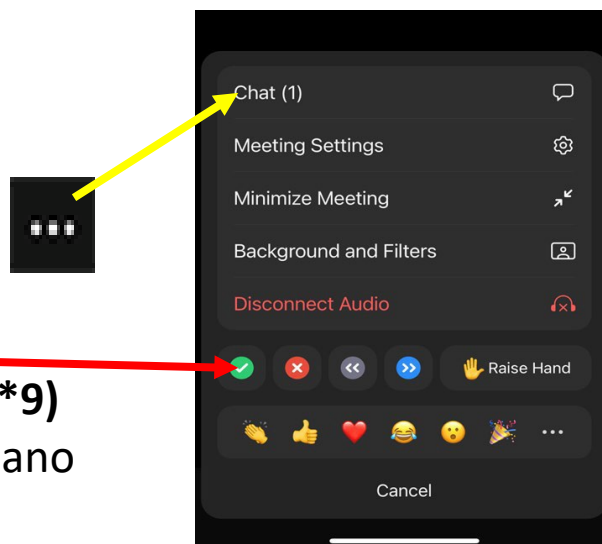 Chat (1)
Meeting Settings
Minimize Meeting
Background and Filters
Disconnect Audio
Raise Hand
*9)
ano
Cancel